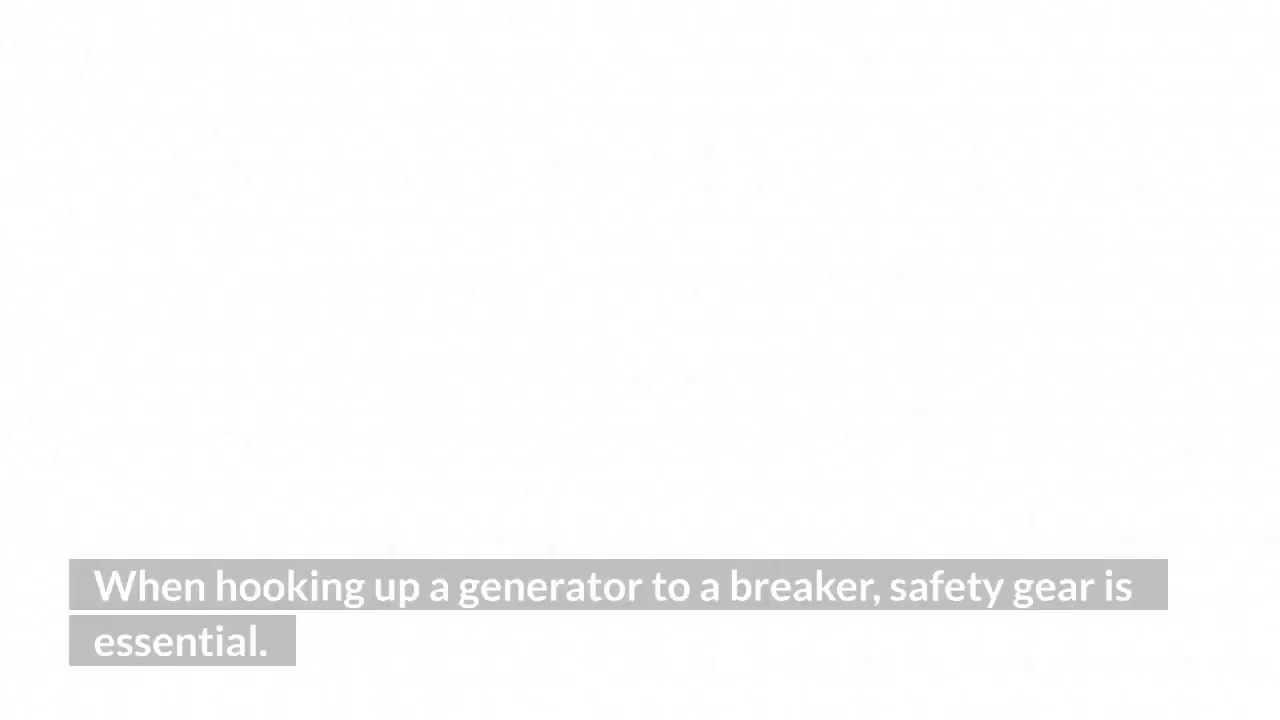 When hooking up a generator to a breaker, safety gear is
essential.